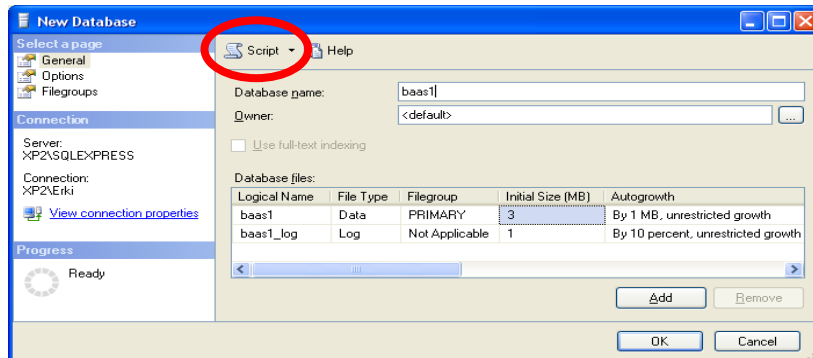 New Database
Select a page
General
Options
Filegroups
Connection
Server:
XP2\SQLEXPRESS
Connection:
XP2\Erki
View connection properties
Progress
Ready
Script Help
Database name: baas1
Owner: <default> ...
Use full-text indexing
Database files:
Logical Name File Type Filegroup Initial Size (MB) Autogrowth
baas1 Data PRIMARY 3 By 1 MB, unrestricted growth
baas1_log Log Not Applicable 1 By 10 percent, unrestricted growth
Add Remove
OK Cancel